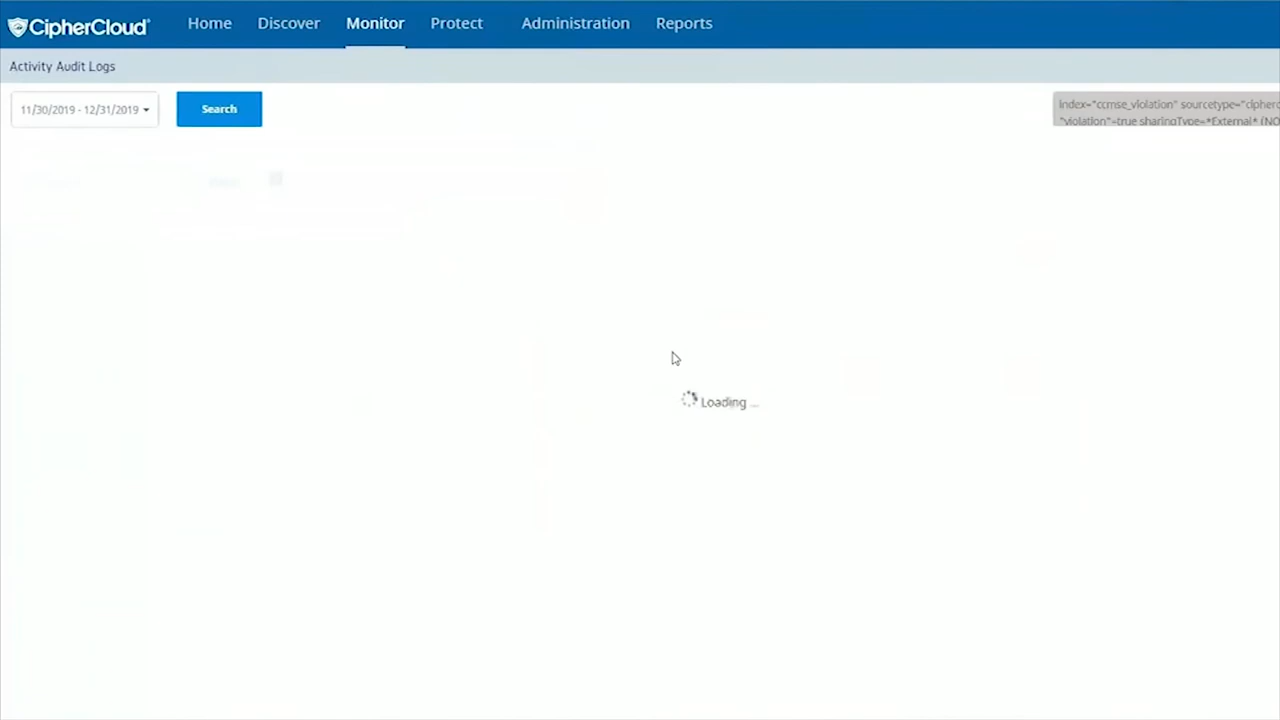 CipherCloud Home Discover Monitor Protect Administration Reports
Activity Audit Logs
11/30/2019 - 12/31/2019 Search
index="ccmse_violation" sourcetype="cipherc
"violation"=true sharingType=*External* (NO
Loading ...